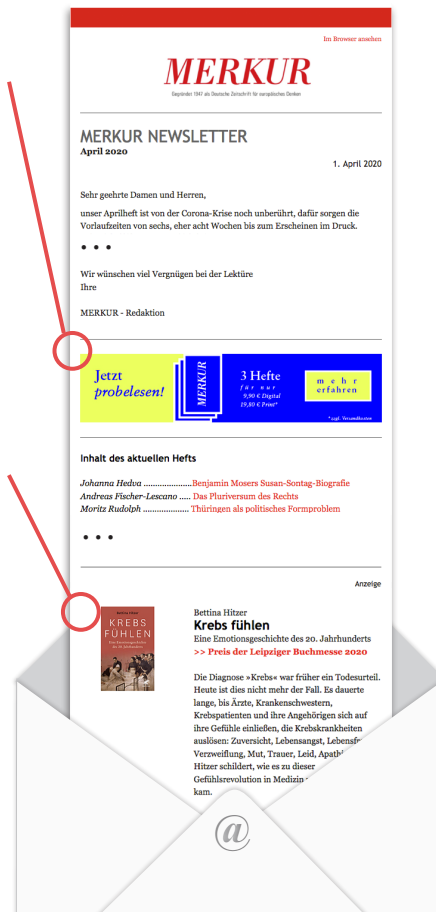 Im Browser ansehen
MERKUR
Gegründet 1947 als Deutsche Zeitschrift für europäisches Denken
MERKUR NEWSLETTER
April 2020
1. April 2020
Sehr geehrte Damen und Herren,
unser Aprilheft ist von der Corona-Krise noch unberührt, dafür sorgen die
Vorlaufzeiten von sechs, eher acht Wochen bis zum Erscheinen im Druck.
• • •
Wir wünschen viel Vergnügen bei der Lektüre
Ihre
MERKUR - Redaktion
Jetzt
probelesen!
MERKUR
3 Hefte
für nur
9,90 € Digital
19,80 € Print*
mehr
erfahren
*zzgl. Versandkosten
Inhalt des aktuellen Hefts
Johanna Hedva .....................Benjamin Mosers Susan-Sontag-Biografie
Andreas Fischer-Lescano ..... Das Pluriversum des Rechts
Moritz Rudolph ................... Thüringen als politisches Formproblem
• • •
Anzeige
Bettina Hitzer
KREBS
FÜHLEN
Eine Emotionsgeschichte
des 20. Jahrhunderts
Bettina Hitzer
Krebs fühlen
Eine Emotionsgeschichte des 20. Jahrhunderts
>> Preis der Leipziger Buchmesse 2020
Die Diagnose »Krebs« war früher ein Todesurteil.
Heute ist dies nicht mehr der Fall. Es dauerte
lange, bis Ärzte, Krankenschwestern,
Krebspatienten und ihre Angehörigen sich auf
ihre Gefühle einließen, die Krebskrankheiten
auslösen: Zuversicht, Lebensangst,
Verzweiflung, Mut, Trauer, Leid,
Hitzer schildert, wie es zu dieser
Gefühlsrevolution in Medizin
kam.
@